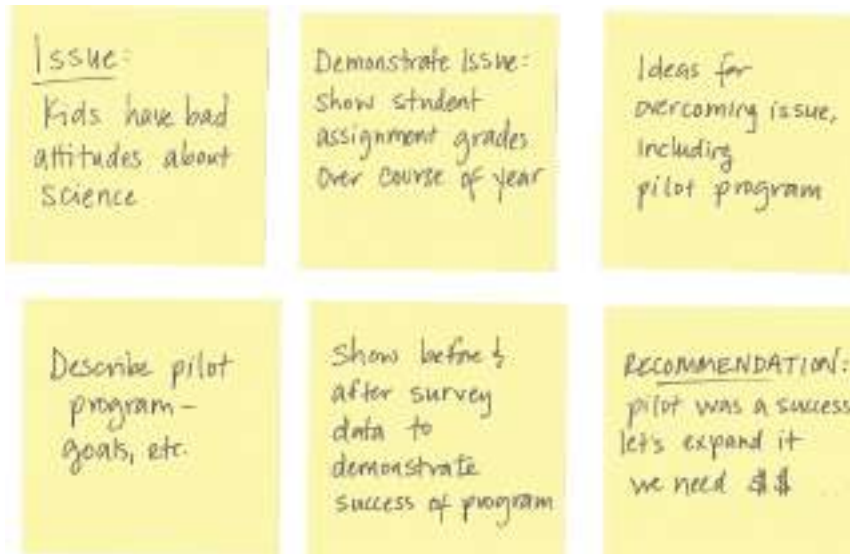 Issue:
Kids have bad
attitudes about
science
Demonstrate Issue:
show student
assignment grades
over course of year
Ideas for
overcoming issue,
including
pilot program
Describe pilot
program –
goals, etc.
Show before &
after survey
data to
demonstrate
success of program
RECOMMENDATION:
pilot was a success
let's expand it
we need $$ ...